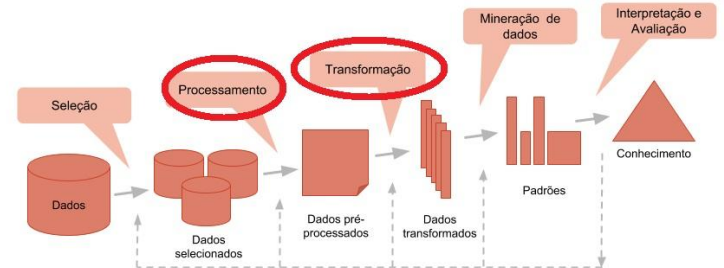 Seleção
Processamento
Transformação
Mineração de
dados
Interpretação e
Avaliação
Dados
Dados
selecionados
Dados pré-
processados
Dados
transformados
Padrões
Conhecimento